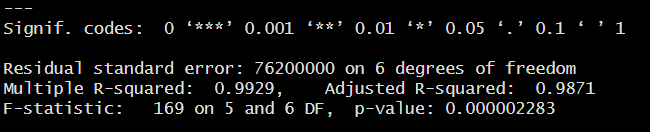 ---
Signif. codes:  0 ‘***’ 0.001 ‘**’ 0.01 ‘*’ 0.05 ‘.’ 0.1 ‘ ’ 1
Residual standard error: 76200000 on 6 degrees of freedom
Multiple R-squared:  0.9929,    Adjusted R-squared:  0.9871
F-statistic:   169 on 5 and 6 DF,  p-value: 0.000002283